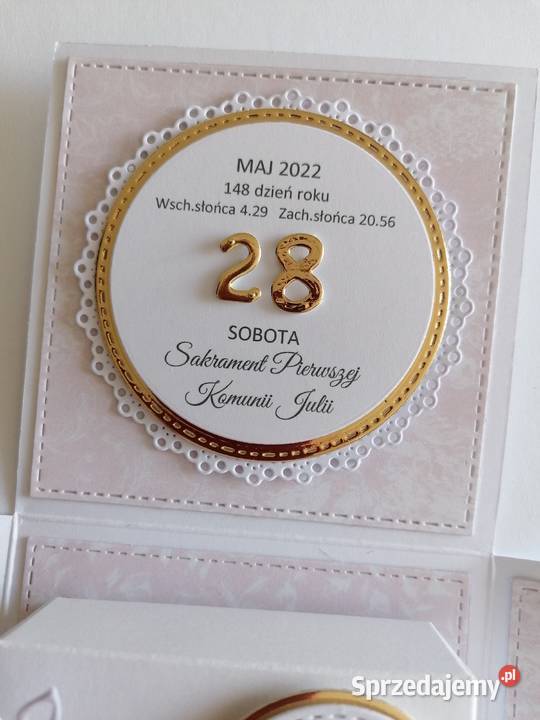 MAJ 2022
148 dzień roku
Wsch.słońca 4.29 Zach.słońca 20.56
28
SOBOTA
Sakrament Pierwszej
Komunii Julii
Sprzedajemy.pl